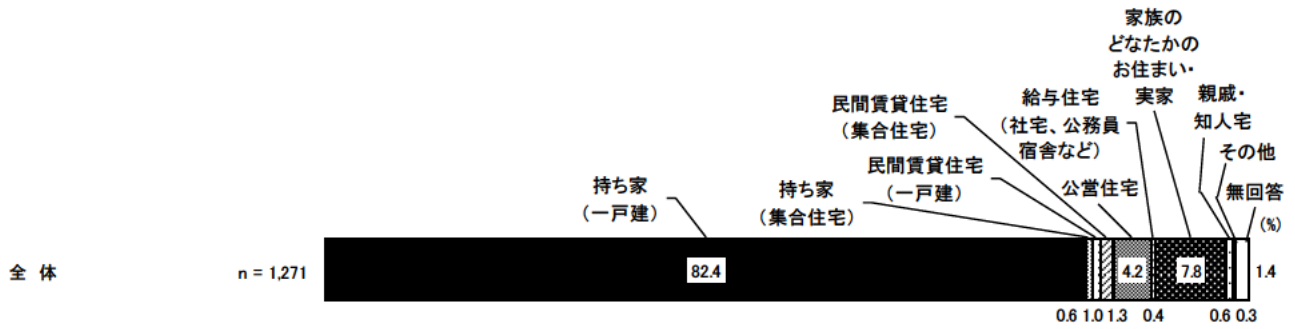 家族の
どなたかの
お住まい・
実家
民間賃貸住宅
（集合住宅）
給与住宅
（社宅、公務員
宿舎など）
親戚・
知人宅
その他
持ち家
（一戸建）
持ち家
（集合住宅）
民間賃貸住宅
（一戸建）
公営住宅
無回答
(%)
全 体
n = 1,271
82.4
4.2
7.8
1.4
0.6 1.0 1.3 0.4 0.6 0.3